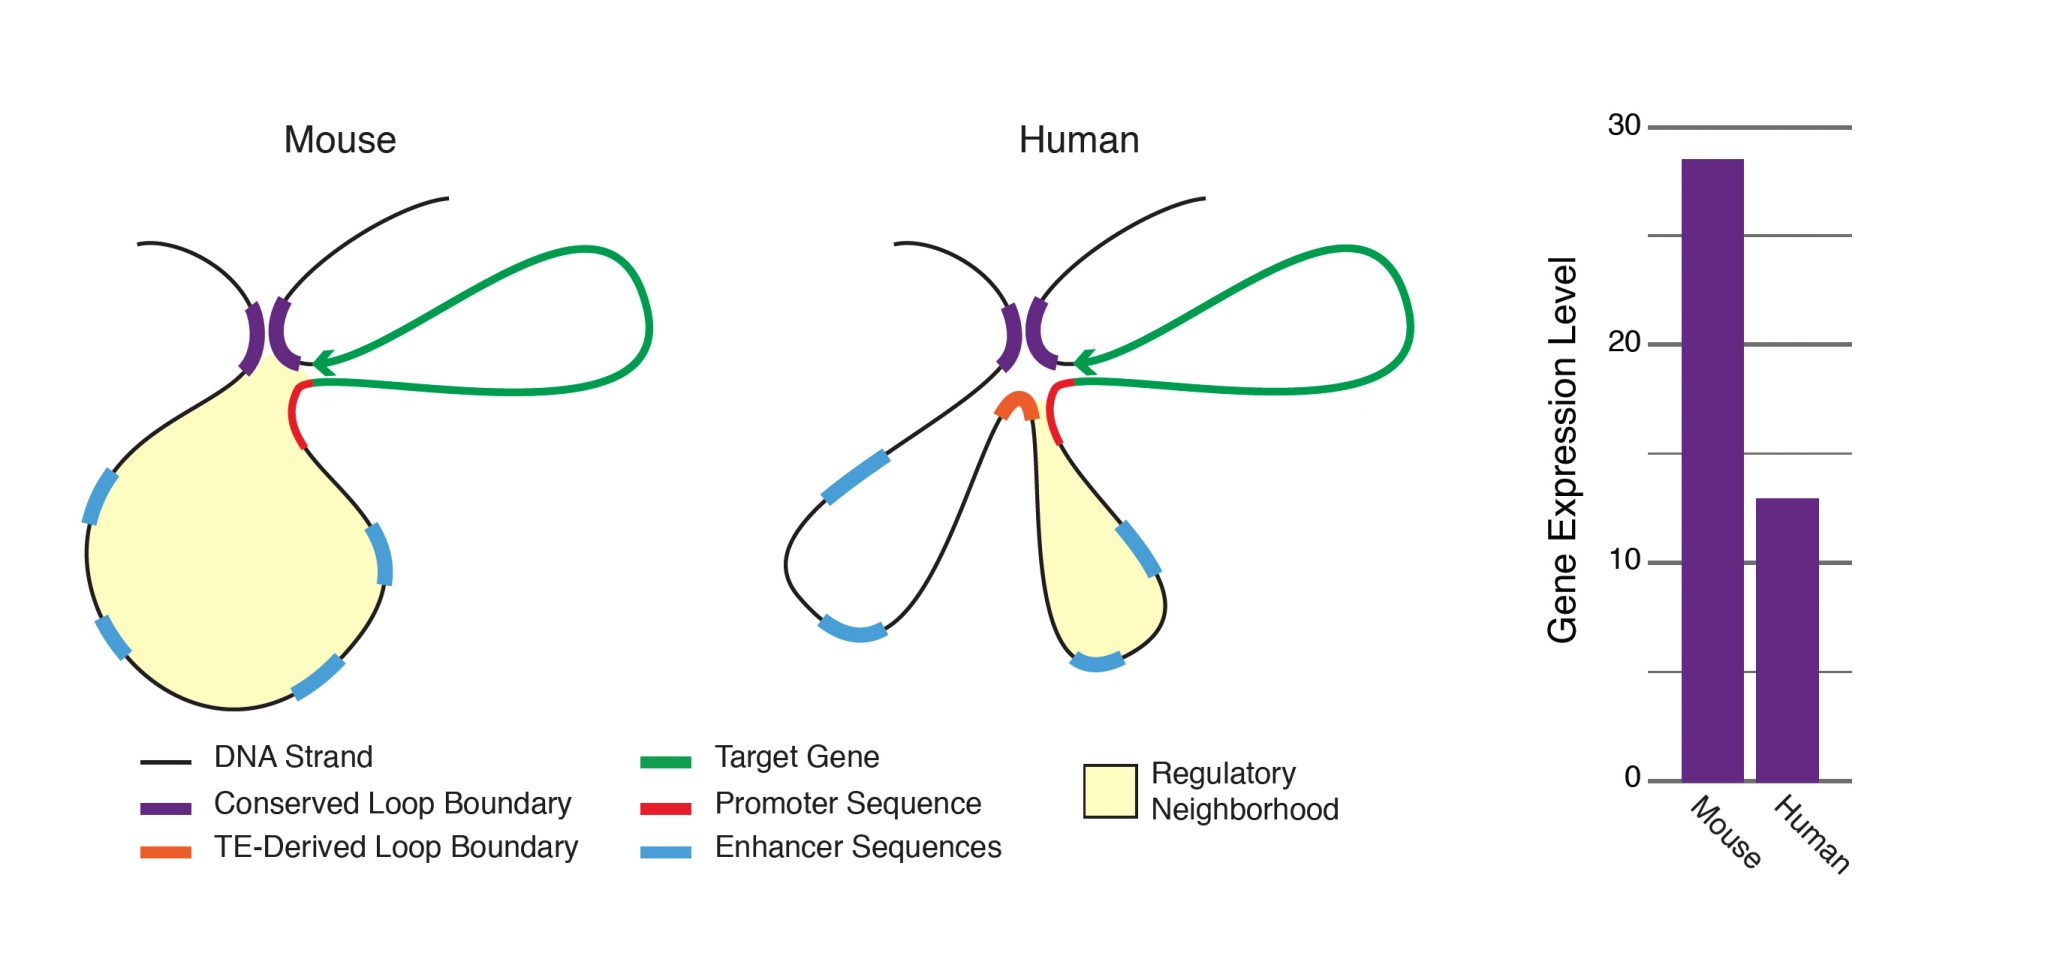 Mouse
Human
DNA Strand
Conserved Loop Boundary
TE-Derived Loop Boundary
Target Gene
Promoter Sequence
Enhancer Sequences
Regulatory
Neighborhood
Gene Expression Level
30
20
10
0
Mouse
Human